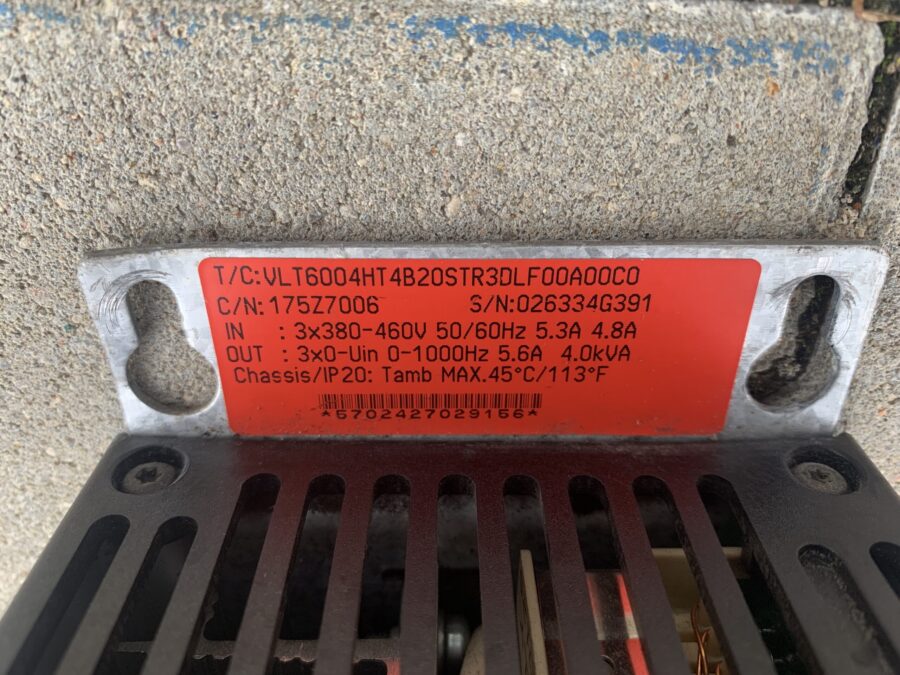 T/C:VLT6004HT4B20STR3DLF00A00C0
C/N:175Z7006 S/N:026334G391
IN : 3x380-460V 50/60Hz 5.3A 4.8A
OUT : 3x0-Uin 0-1000Hz 5.6A 4.0kVA
Chassis/IP20: Tamb MAX.45°C/113°F
*5702427029156*